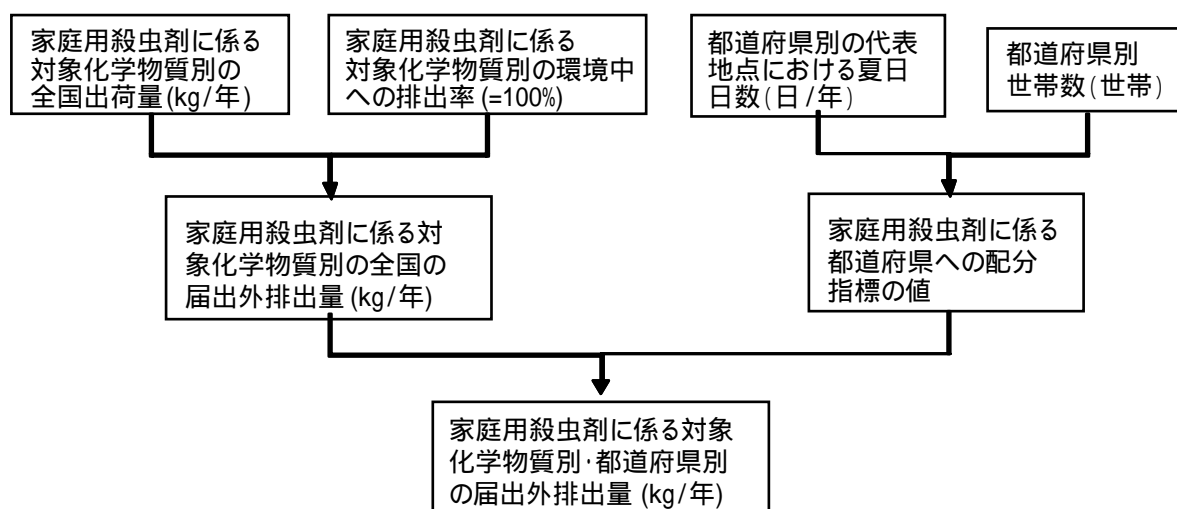 家庭用殺虫剤に係る
対象化学物質別の
全国出荷量(kg/年)
家庭用殺虫剤に係る
対象化学物質別の環境中
への排出率(=100%)
都道府県別の代表
地点における夏日
日数(日/年)
都道府県別
世帯数(世帯)
家庭用殺虫剤に係る対
象化学物質別の全国の
届出外排出量(kg/年)
家庭用殺虫剤に係る
都道府県への配分
指標の値
家庭用殺虫剤に係る対象
化学物質別・都道府県別
の届出外排出量(kg/年)